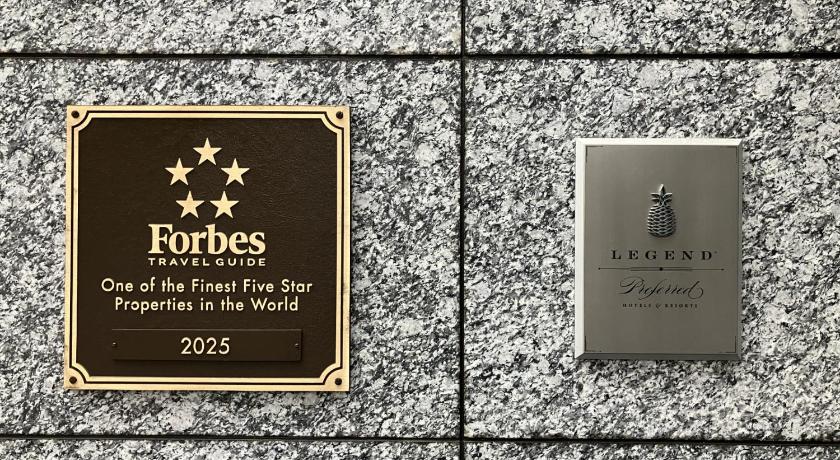 Forbes
TRAVEL GUIDE
One of the Finest Five Star
Properties in the World
2025
LEGEND
Preferred
HOTELS & RESORTS